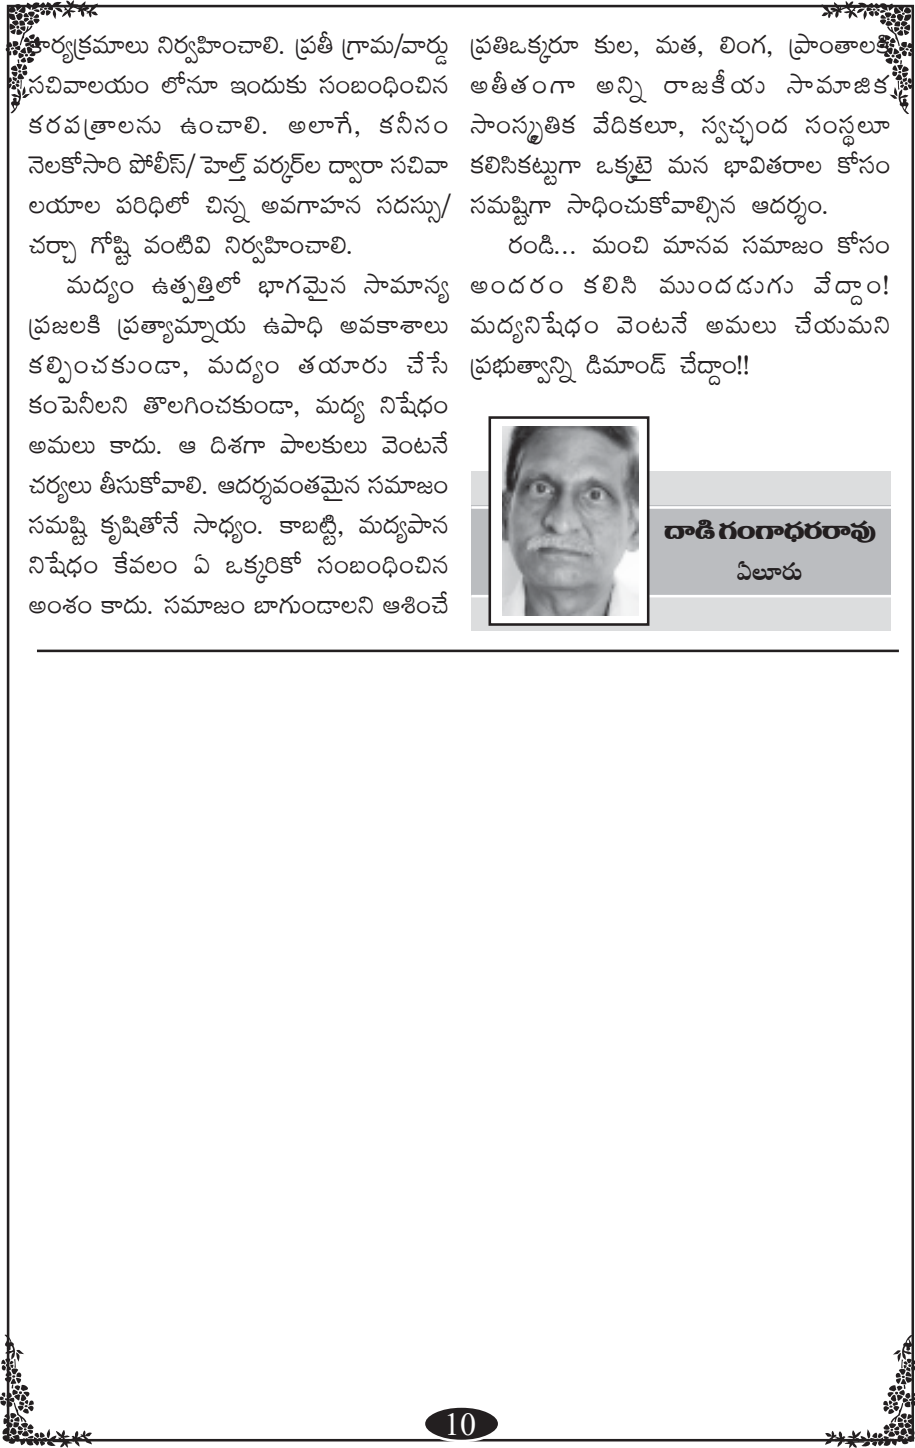 కార్యక్రమాలు నిర్వహించాలి. ప్రతీ గ్రామ/వార్డు
సచివాలయం లోనూ ఇందుకు సంబంధించిన
కరపత్రాలను ఉంచాలి. అలాగే, కనీసం
నెలకోసారి పోలీస్/ హెల్త్ వర్కర్‌ల ద్వారా సచివా
లయాల పరిధిలో చిన్న అవగాహన సదస్సు/
చర్చా గోష్టి వంటివి నిర్వహించాలి.
మద్యం ఉత్పత్తిలో భాగమైన సామాన్య
ప్రజలకి ప్రత్యామ్నాయ ఉపాధి అవకాశాలు
కల్పించకుండా, మద్యం తయారు చేసే
కంపెనీలని తొలగించకుండా, మద్య నిషేధం
అమలు కాదు. ఆ దిశగా పాలకులు వెంటనే
చర్యలు తీసుకోవాలి. ఆదర్శవంతమైన సమాజం
సమష్టి కృషితోనే సాధ్యం. కాబట్టి, మద్యపాన
నిషేధం కేవలం ఏ ఒక్కరికో సంబంధించిన
అంశం కాదు. సమాజం బాగుండాలని ఆశించే
ప్రతిఒక్కరూ కుల, మత, లింగ, ప్రాంతాలకి
అతీతంగా అన్ని రాజకీయ సామాజిక
సాంస్కృతిక వేదికలూ, స్వచ్ఛంద సంస్థలూ
కలిసికట్టుగా ఒక్కటై మన భావితరాల కోసం
సమష్టిగా సాధించుకోవాల్సిన ఆదర్శం.
రండి... మంచి మానవ సమాజం కోసం
అందరం కలిసి ముందడుగు వేద్దాం!
మద్యనిషేధం వెంటనే అమలు చేయమని
ప్రభుత్వాన్ని డిమాండ్ చేద్దాం!!
దాడి గంగాధరరావు
ఏలూరు
10